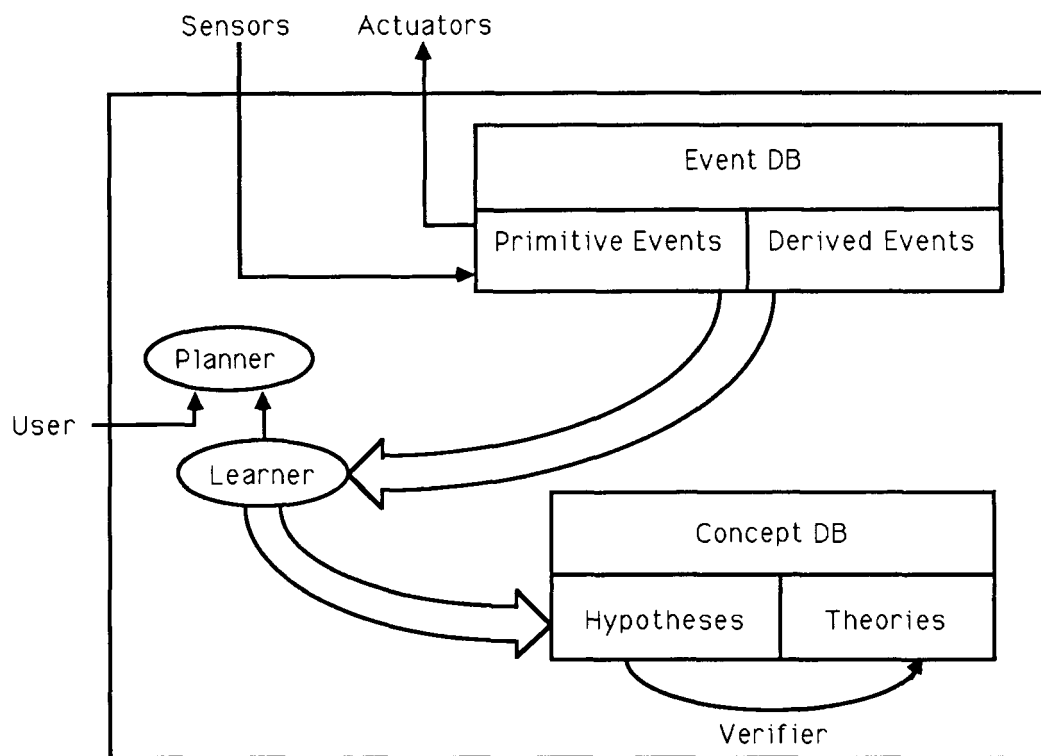 Sensors
Actuators
Event DB
Primitive Events
Derived Events
Planner
User
Learner
Concept DB
Hypotheses
Theories
Verifier